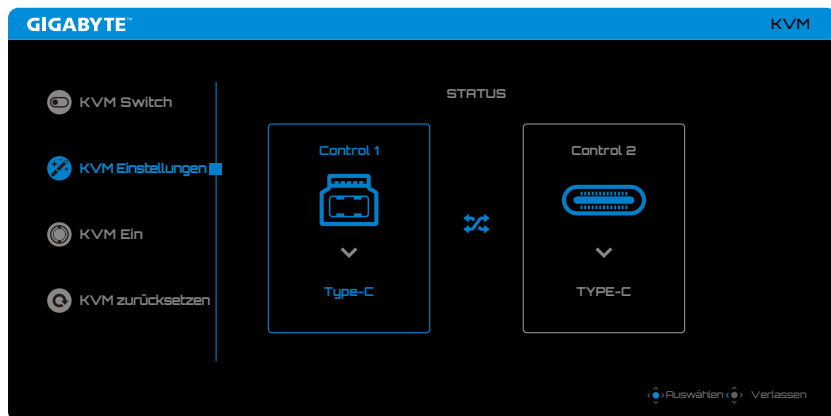 GIGABYTE™
KVM
KVM Switch
KVM Einstellungen
KVM Ein
KVM zurücksetzen
STATUS
Control 1
Type-C
Control 2
TYPE-C
Auswählen Verlassen